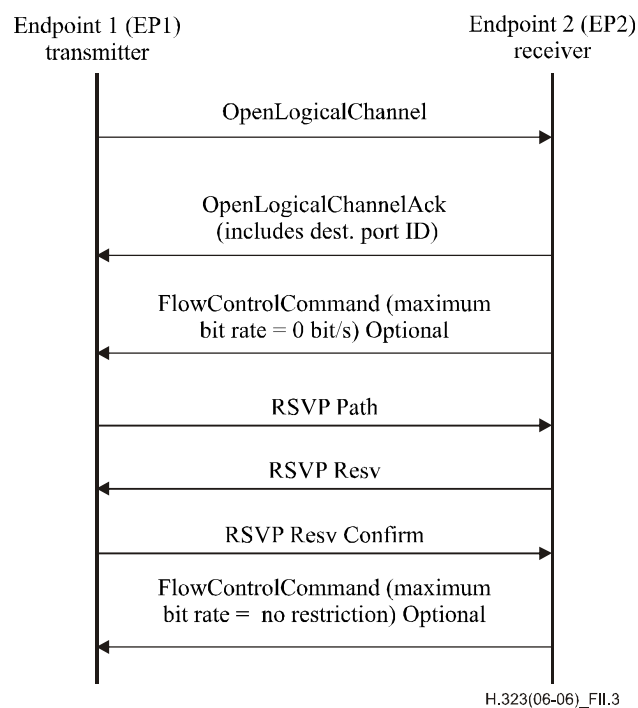 Endpoint 1 (EP1)
transmitter
Endpoint 2 (EP2)
receiver
OpenLogicalChannel
OpenLogicalChannelAck
(includes dest. port ID)
FlowControlCommand (maximum
bit rate = 0 bit/s) Optional
RSVP Path
RSVP Resv
RSVP Resv Confirm
FlowControlCommand (maximum
bit rate = no restriction) Optional
H.323(06-06)_FII.3